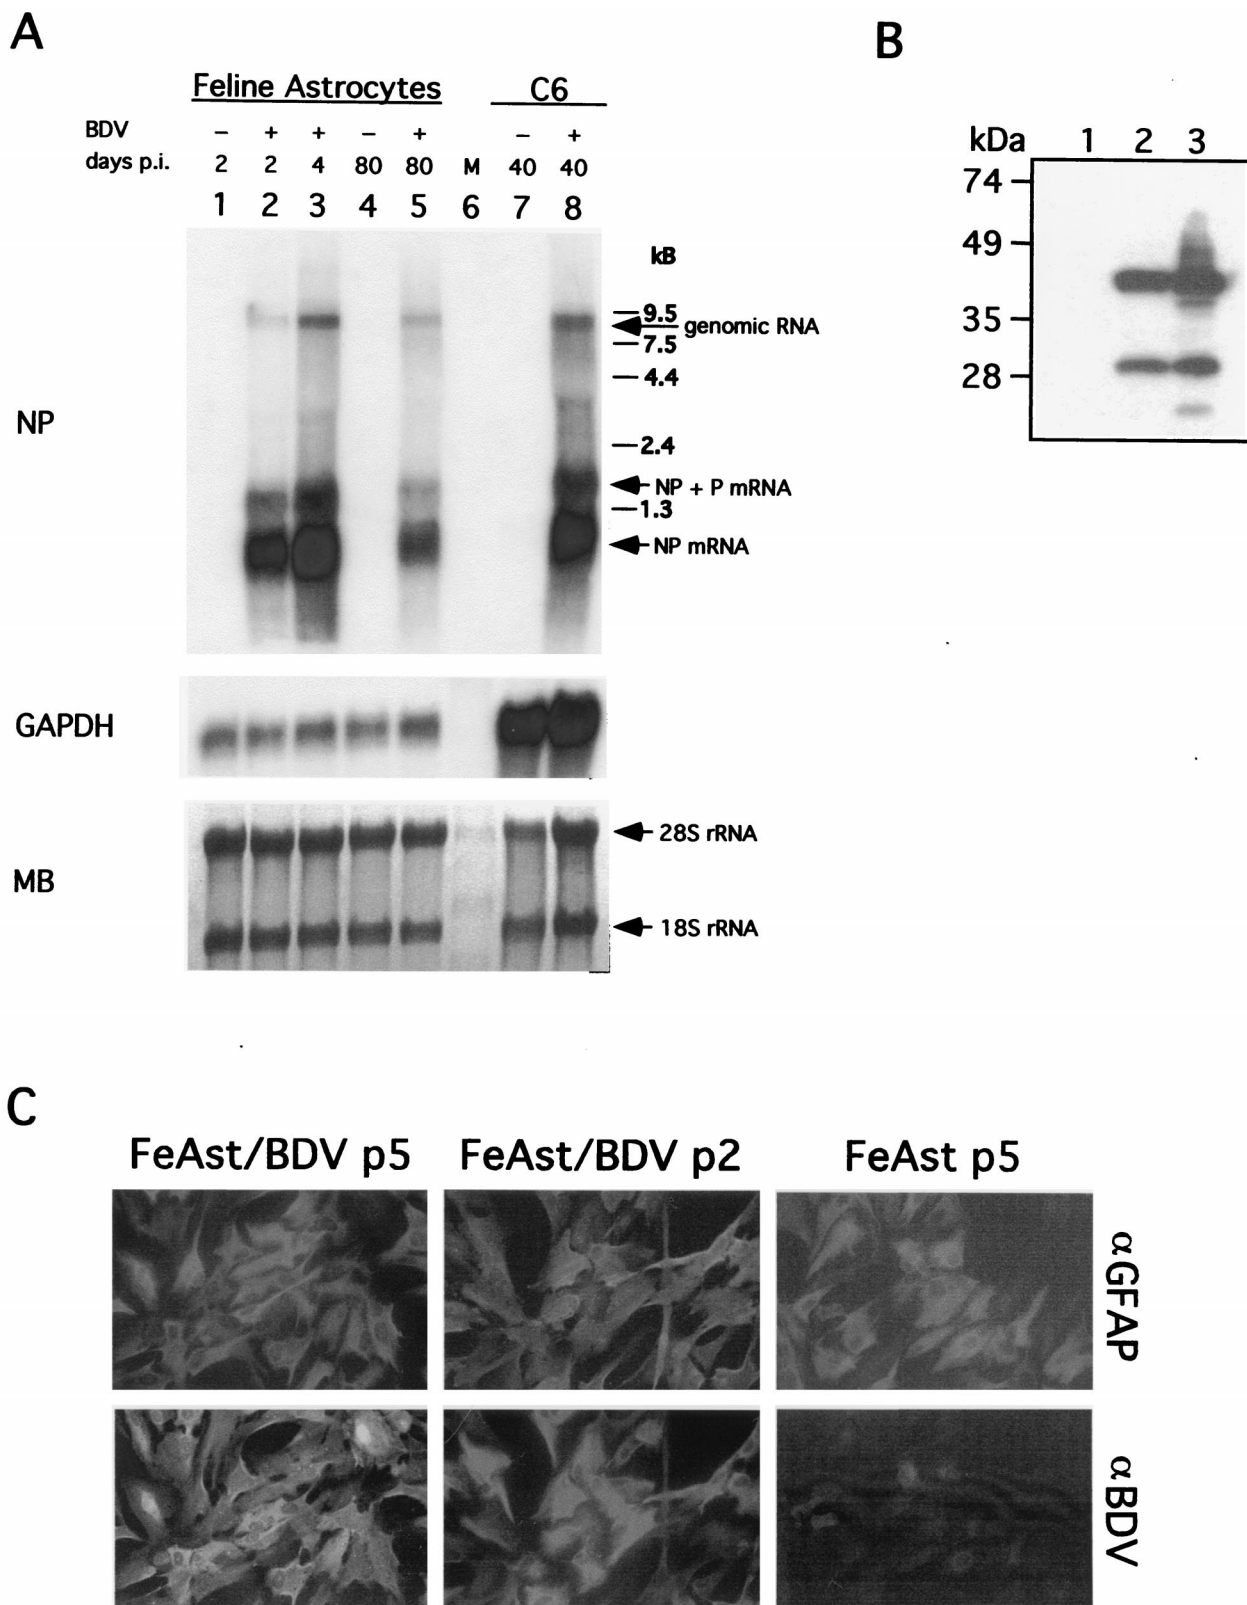 A
Feline Astrocytes C6
BDV – + + – + – +
days p.i. 2 2 4 80 80 M 40 40
1 2 3 4 5 6 7 8
kB
9.5
genomic RNA
7.5
4.4
NP
2.4
NP + P mRNA
1.3
NP mRNA
GAPDH
28S rRNA
MB
18S rRNA
B
kDa 1 2 3
74
49
35
28
C
FeAst/BDV p5 FeAst/BDV p2 FeAst p5
αGFAP
αBDV